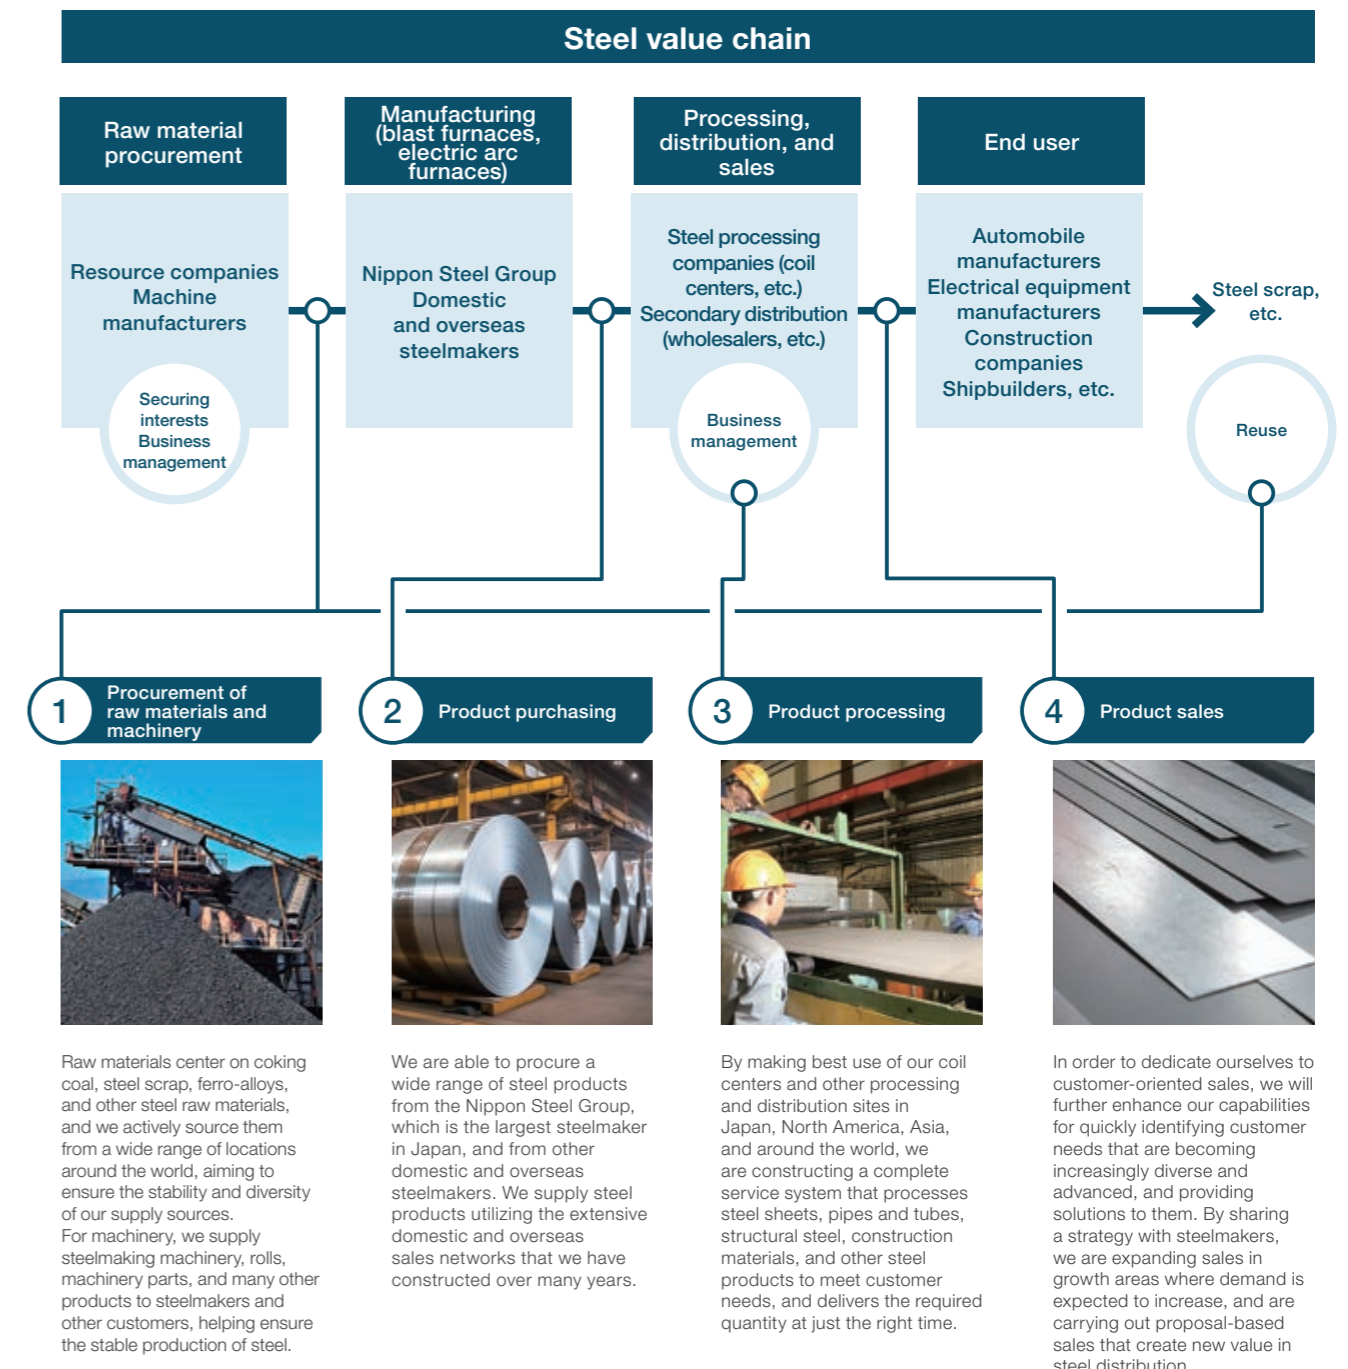 Steel value chain
Raw material
procurement
Manufacturing
(blast furnaces,
electric arc
furnaces)
Processing,
distribution, and
sales
End user
Resource companies
Machine
manufacturers
Securing
interests
Business
management
Nippon Steel Group
Domestic
and overseas
steelmakers
Steel processing
companies (coil
centers, etc.)
Secondary distribution
(wholesalers, etc.)
Business
management
Automobile
manufacturers
Electrical equipment
manufacturers
Construction
companies
Shipbuilders, etc.
Steel scrap,
etc.
Reuse
1
Procurement of
raw materials and
machinery
2
Product purchasing
3
Product processing
4
Product sales
Raw materials center on coking
coal, steel scrap, ferro-alloys,
and other steel raw materials,
and we actively source them
from a wide range of locations
around the world, aiming to
ensure the stability and diversity
of our supply sources.
For machinery, we supply
steelmaking machinery, rolls,
machinery parts, and many other
products to steelmakers and
other customers, helping ensure
the stable production of steel.
We are able to procure a
wide range of steel products
from the Nippon Steel Group,
which is the largest steelmaker
in Japan, and from other
domestic and overseas
steelmakers. We supply steel
products utilizing the extensive
domestic and overseas
sales networks that we have
constructed over many years.
By making best use of our coil
centers and other processing
and distribution sites in
Japan, North America, Asia,
and around the world, we
are constructing a complete
service system that processes
steel sheets, pipes and tubes,
structural steel, construction
materials, and other steel
products to meet customer
needs, and delivers the required
quantity at just the right time.
In order to dedicate ourselves to
customer-oriented sales, we will
further enhance our capabilities
for quickly identifying customer
needs that are becoming
increasingly diverse and
advanced, and providing
solutions to them. By sharing
a strategy with steelmakers,
we are expanding sales in
growth areas where demand is
expected to increase, and are
carrying out proposal-based
sales that create new value in
steel distribution